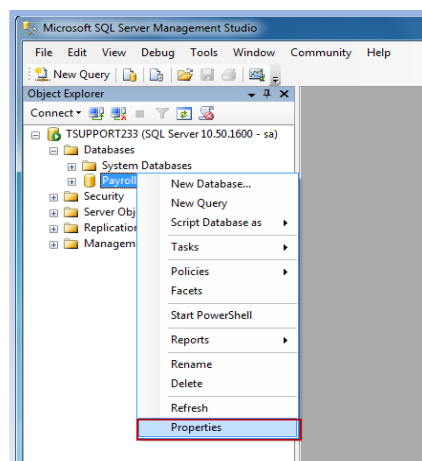 Microsoft SQL Server Management Studio
File Edit View Debug Tools Window Community Help
New Query
Object Explorer
Connect
TSUPPORT233 (SQL Server 10.50.1600 - sa)
Databases
System Databases
Payroll
Security
Server Obj
Replication
Managem
New Database...
New Query
Script Database as
Tasks
Policies
Facets
Start PowerShell
Reports
Rename
Delete
Refresh
Properties